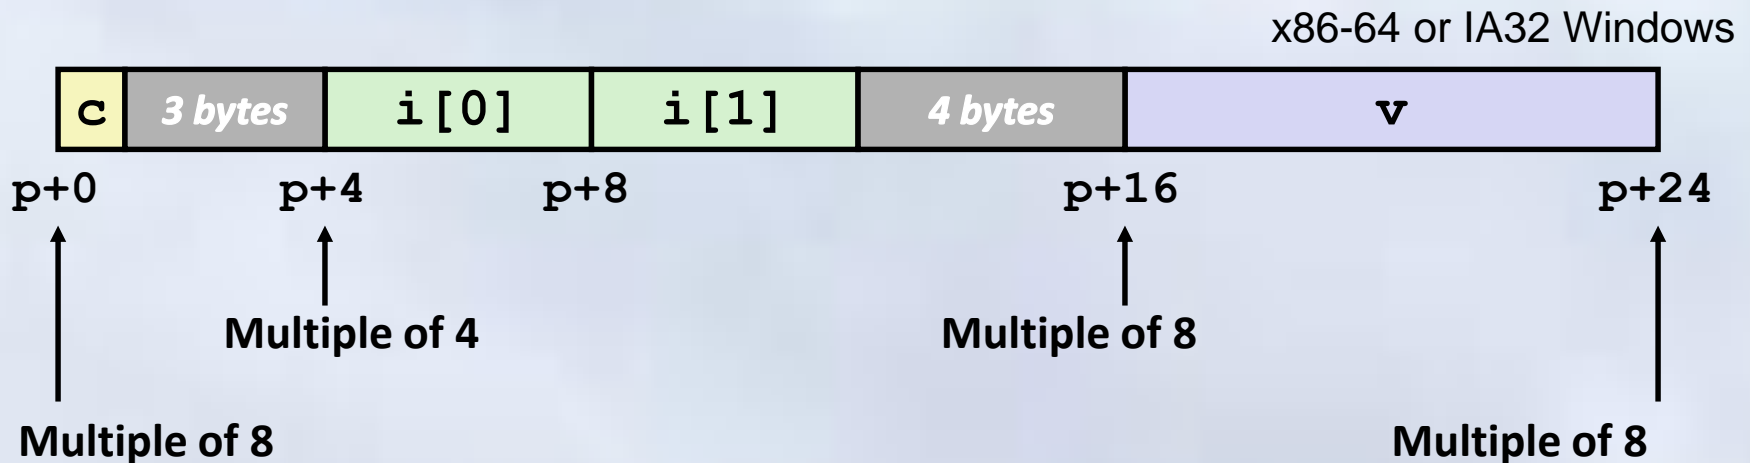 x86-64 or IA32 Windows
c 3 bytes i[0] i[1] 4 bytes v
p+0 p+4 p+8 p+16 p+24
Multiple of 4 Multiple of 8
Multiple of 8 Multiple of 8